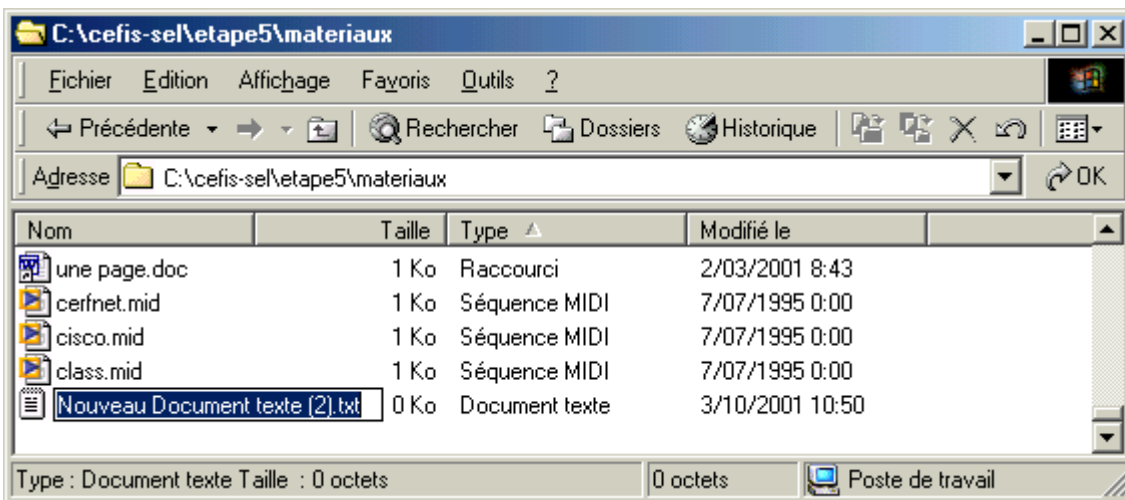 C:\cefis-sel\etape5\materiaux
Fichier Edition Affichage Favoris Outils ?
Précédente Rechercher Dossiers Historique
Adresse C:\cefis-sel\etape5\materiaux OK
Nom Taille Type Modifié le
une page.doc 1 Ko Raccourci 2/03/2001 8:43
cerfnet.mid 1 Ko Séquence MIDI 7/07/1995 0:00
cisco.mid 1 Ko Séquence MIDI 7/07/1995 0:00
class.mid 1 Ko Séquence MIDI 7/07/1995 0:00
Nouveau Document texte (2).txt 0 Ko Document texte 3/10/2001 10:50
Type : Document texte Taille : 0 octets 0 octets Poste de travail